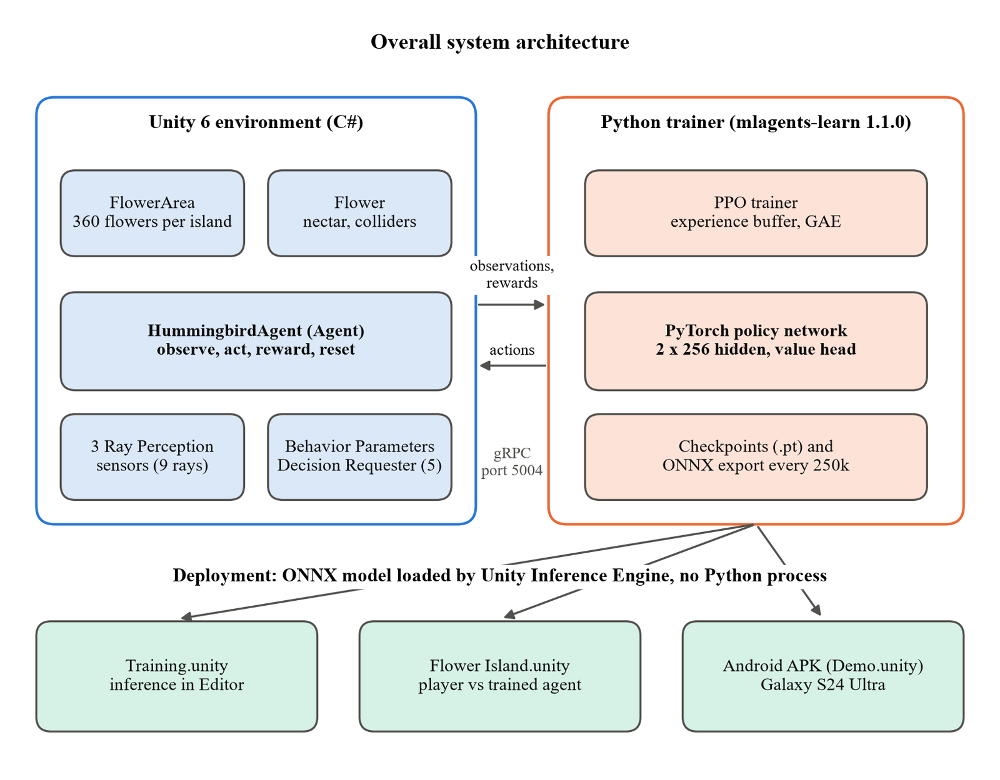 Overall system architecture
Unity 6 environment (C#)
FlowerArea
360 flowers per island
Flower
nectar, colliders
HummingbirdAgent (Agent)
observe, act, reward, reset
3 Ray Perception
sensors (9 rays)
Behavior Parameters
Decision Requester (5)
observations,
rewards
actions
gRPC
port 5004
Python trainer (mlagents-learn 1.1.0)
PPO trainer
experience buffer, GAE
PyTorch policy network
2 x 256 hidden, value head
Checkpoints (.pt) and
ONNX export every 250k
Deployment: ONNX model loaded by Unity Inference Engine, no Python process
Training.unity
inference in Editor
Flower Island.unity
player vs trained agent
Android APK (Demo.unity)
Galaxy S24 Ultra